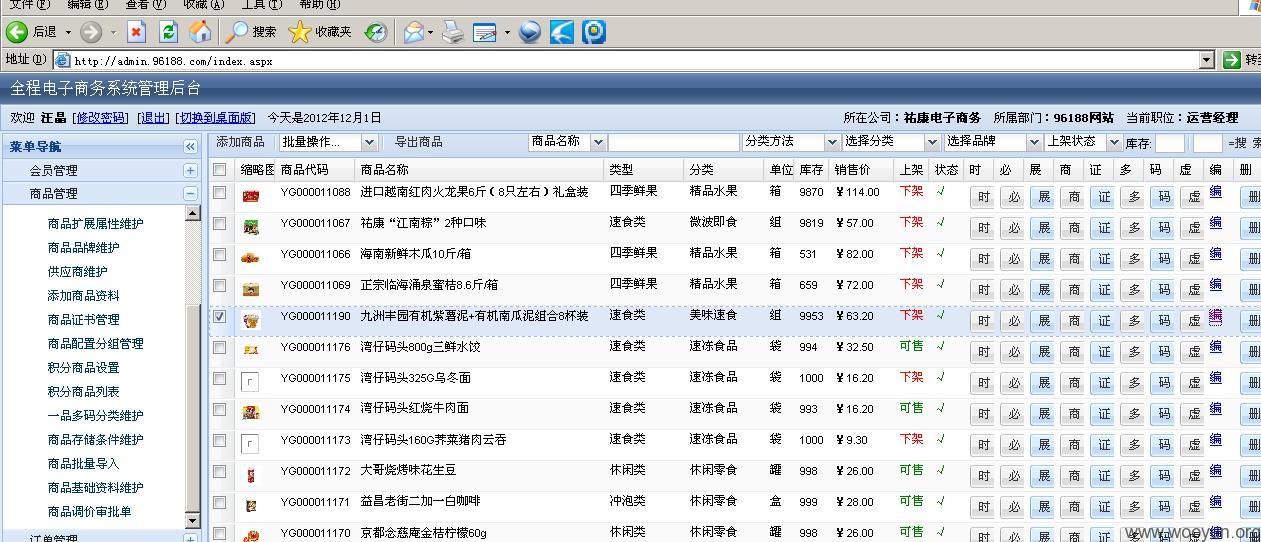 文件(F) 编辑(E) 查看(V) 收藏(A) 工具(T) 帮助(H)
后退 搜索 收藏夹
地址(D) http://admin.96188.com/index.aspx 转到
全程电子商务系统管理后台
欢迎 汪晶 [修改密码] [退出] [切换到桌面版] 今天是2012年12月1日 所在公司：祐康电子商务 所属部门：96188网站 当前职位：运营经理
菜单导航
会员管理
商品管理
商品扩展属性维护
商品品牌维护
供应商维护
添加商品资料
商品证书管理
商品配置分组管理
积分商品设置
积分商品列表
一品多码分类维护
商品存储条件维护
商品批量导入
商品基础资料维护
商品调价审批单
订单管理
添加商品 批量操作... 导出商品 商品名称 分类方法 选择分类 选择品牌 上架状态 库存: =搜 索
缩略图 商品代码 商品名称 类型 分类 单位 库存 销售价 上架 状态 时 必 展 商 证 多 码 虚 编 删
YG000011088 进口越南红肉火龙果6斤（8只左右）礼盒装 四季鲜果 精品水果 箱 9870 ￥114.00 下架 √ 时 必 展 商 证 多 码 虚 编 删
YG000011067 祐康“江南粽”2种口味 速食类 微波即食 组 9819 ￥57.00 下架 √ 时 必 展 商 证 多 码 虚 编 删
YG000011066 海南新鲜木瓜10斤/箱 四季鲜果 精品水果 箱 531 ￥82.00 下架 √ 时 必 展 商 证 多 码 虚 编 删
YG000011069 正宗临海涌泉蜜桔8.6斤/箱 四季鲜果 精品水果 箱 659 ￥72.00 下架 √ 时 必 展 商 证 多 码 虚 编 删
YG000011190 九洲丰园有机紫薯泥+有机南瓜泥组合8杯装 速食类 美味速食 组 9953 ￥63.20 下架 √ 时 必 展 商 证 多 码 虚 编 删
YG000011176 湾仔码头800g三鲜水饺 速食类 速冻食品 袋 994 ￥32.50 可售 √ 时 必 展 商 证 多 码 虚 编 删
YG000011175 湾仔码头325G乌冬面 速食类 速冻食品 袋 1000 ￥16.20 下架 √ 时 必 展 商 证 多 码 虚 编 删
YG000011174 湾仔码头红烧牛肉面 速食类 速冻食品 袋 993 ￥16.20 可售 √ 时 必 展 商 证 多 码 虚 编 删
YG000011173 湾仔码头160G荠菜猪肉云吞 速食类 速冻食品 袋 1000 ￥9.30 下架 √ 时 必 展 商 证 多 码 虚 编 删
YG000011172 大哥烧烤味花生豆 休闲类 休闲零食 罐 998 ￥26.00 可售 √ 时 必 展 商 证 多 码 虚 编 删
YG000011171 益昌老街二加一白咖啡 冲泡类 休闲零食 盒 999 ￥28.00 可售 √ 时 必 展 商 证 多 码 虚 编 删
YG000011170 京都念慈庵金桔柠檬60g 休闲类 休闲零食 罐 998 ￥26.00 可售 √ 时 必 展 商 证 多 码 虚 编 删
www.wooyun.org